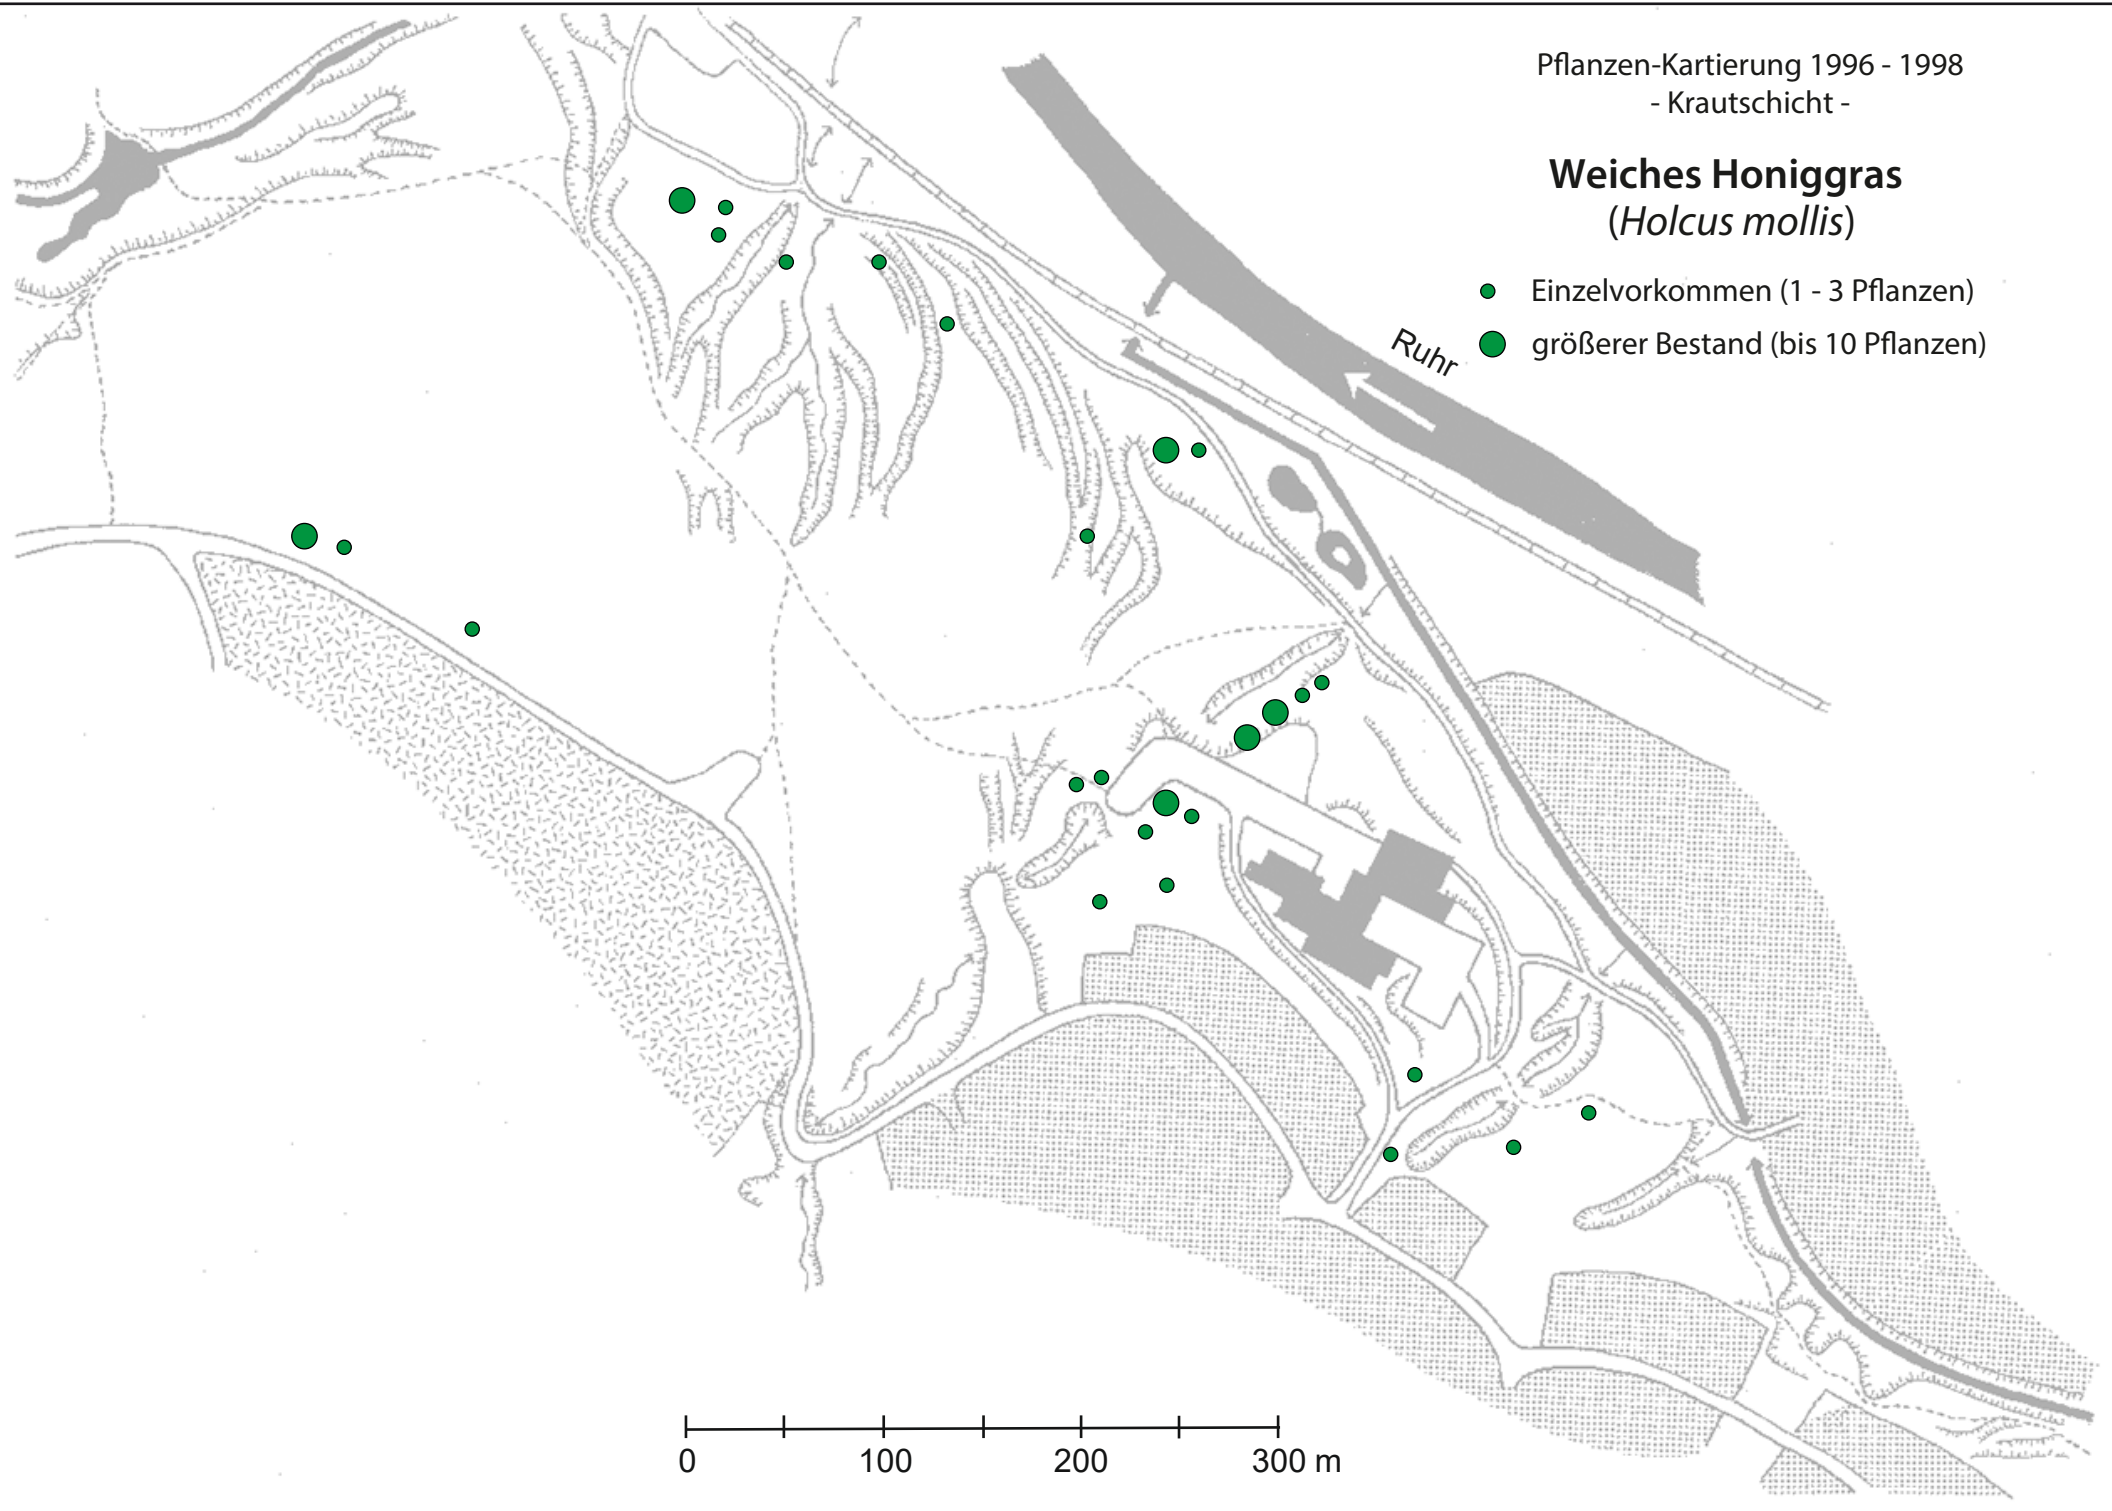 Pflanzen-Kartierung 1996 - 1998
- Krautschicht -
Weiches Honiggras
(Holcus mollis)
Einzelvorkommen (1 - 3 Pflanzen)
größerer Bestand (bis 10 Pflanzen)
Ruhr
0 100 200 300 m